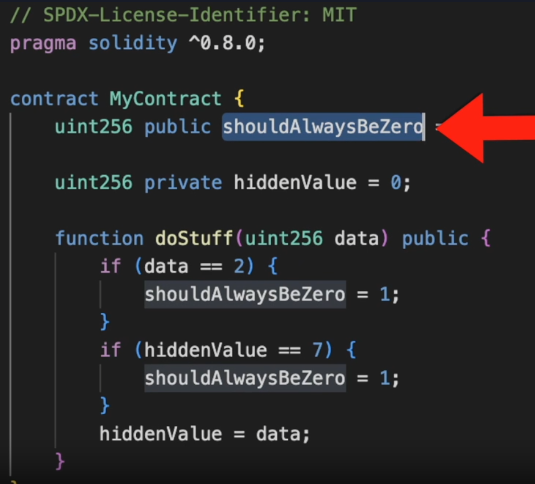 // SPDX-License-Identifier: MIT
pragma solidity ^0.8.0;
contract MyContract {
uint256 public shouldAlwaysBeZero =
uint256 private hiddenValue = 0;
function doStuff(uint256 data) public {
if (data == 2) {
shouldAlwaysBeZero = 1;
}
if (hiddenValue == 7) {
shouldAlwaysBeZero = 1;
}
hiddenValue = data;
}
}